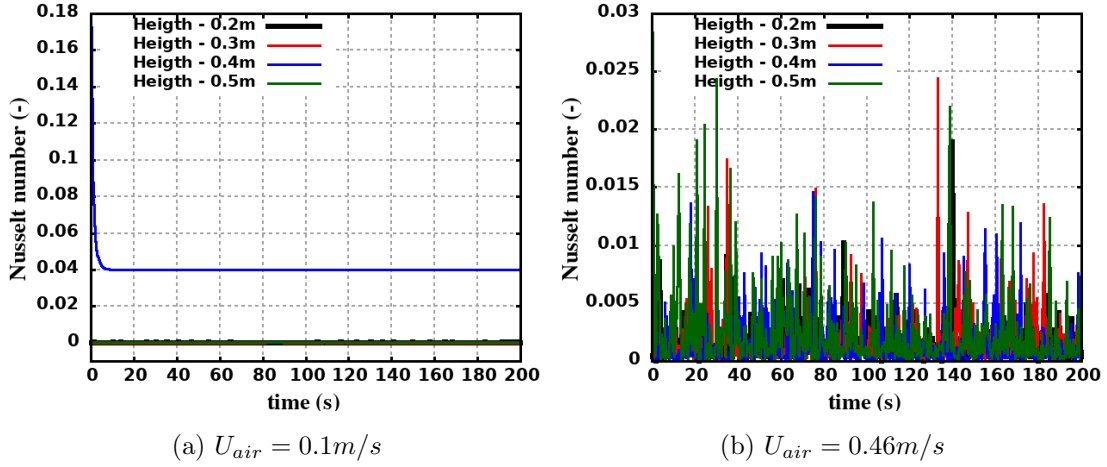 0.18
0.16
0.14
0.12
0.1
0.08
0.06
0.04
0.02
0
Nusselt number (-)
Heigth - 0.2m
Heigth - 0.3m
Heigth - 0.4m
Heigth - 0.5m
0 20 40 60 80 100 120 140 160 180 200
time (s)
(a) U_air = 0.1m/s
0.03
0.025
0.02
0.015
0.01
0.005
0
Nusselt number (-)
Heigth - 0.2m
Heigth - 0.3m
Heigth - 0.4m
Heigth - 0.5m
0 20 40 60 80 100 120 140 160 180 200
time (s)
(b) U_air = 0.46m/s